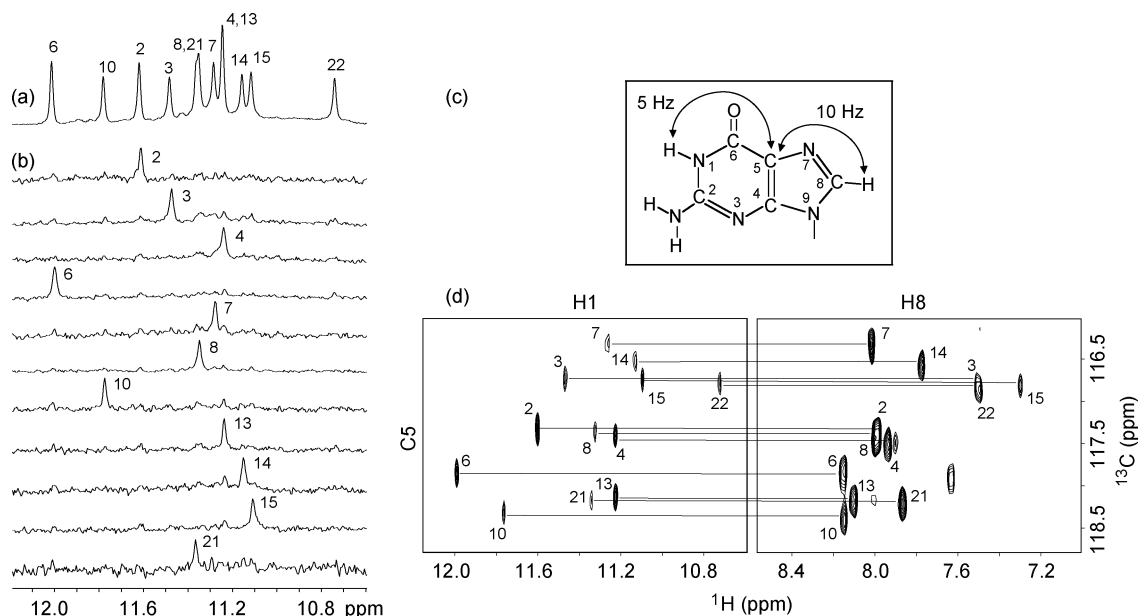 4,13
6
10
2
3
8,21
7
14
15
22
(a)
(b)
2
3
4
6
7
8
10
13
14
15
21
12.0 11.6 11.2 10.8 ppm
(c)
5 Hz
10 Hz
O
H
N
1
C
6
C
5
N
7
C
8
H
H
N
H
C
2
N
3
C
4
N
9
(d)
H1
H8
7
7
14
14
3
3
15
22
22
15
2
2
8
4
8
4
6
6
13
13
21
21
10
10
C5
116.5
117.5
118.5
13C (ppm)
12.0 11.6 11.2 10.8 8.4 8.0 7.6 7.2
1H (ppm)